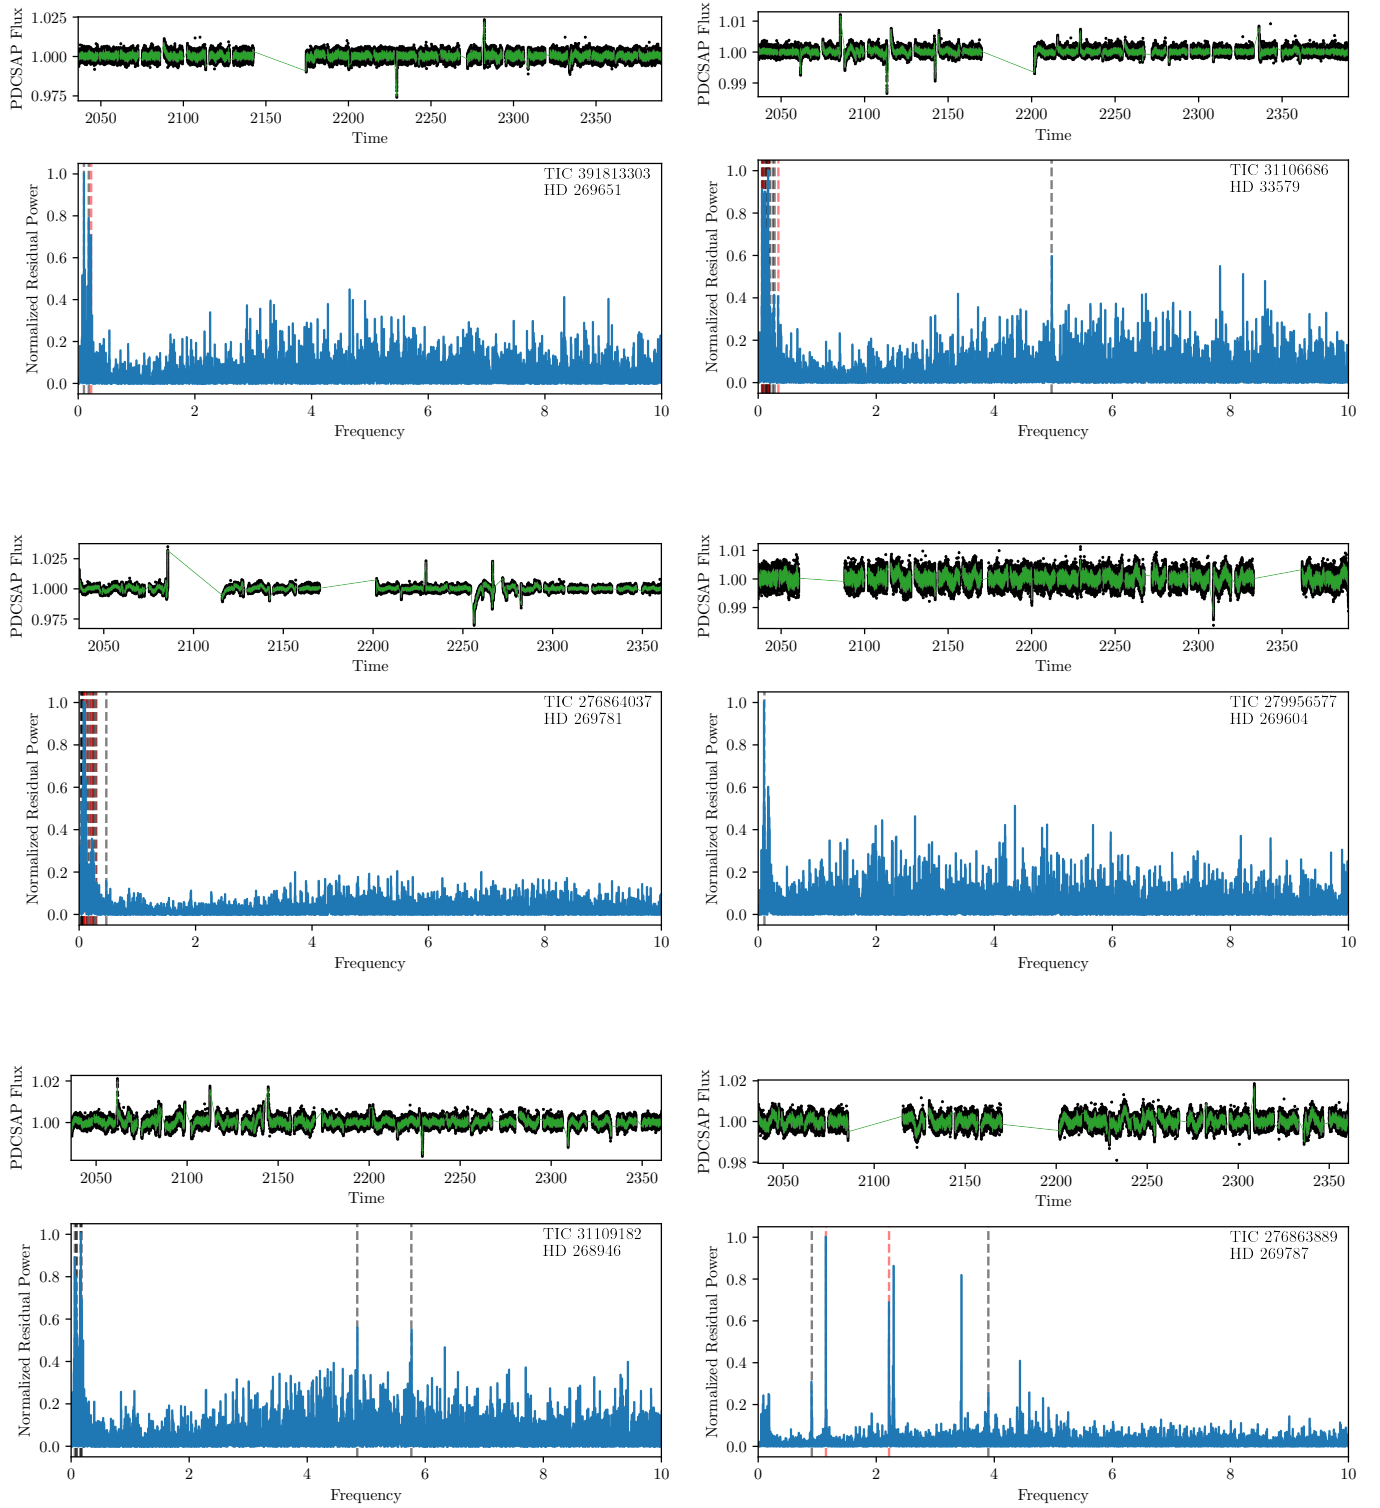 PDCSAP Flux
1.025
1.000
0.975
2050 2100 2150 2200 2250 2300 2350
Time
Normalized Residual Power
1.0
0.8
0.6
0.4
0.2
0.0
TIC 391813303
HD 269651
0 2 4 6 8 10
Frequency
PDCSAP Flux
1.01
1.00
0.99
2050 2100 2150 2200 2250 2300 2350
Time
Normalized Residual Power
1.0
0.8
0.6
0.4
0.2
0.0
TIC 31106686
HD 33579
0 2 4 6 8 10
Frequency
PDCSAP Flux
1.025
1.000
0.975
2050 2100 2150 2200 2250 2300 2350
Time
Normalized Residual Power
1.0
0.8
0.6
0.4
0.2
0.0
TIC 276864037
HD 269781
0 2 4 6 8 10
Frequency
PDCSAP Flux
1.01
1.00
0.99
2050 2100 2150 2200 2250 2300 2350
Time
Normalized Residual Power
1.0
0.8
0.6
0.4
0.2
0.0
TIC 279956577
HD 269604
0 2 4 6 8 10
Frequency
PDCSAP Flux
1.02
1.00
2050 2100 2150 2200 2250 2300 2350
Time
Normalized Residual Power
1.0
0.8
0.6
0.4
0.2
0.0
TIC 31109182
HD 268946
0 2 4 6 8 10
Frequency
PDCSAP Flux
1.02
1.00
0.98
2050 2100 2150 2200 2250 2300 2350
Time
Normalized Residual Power
1.0
0.8
0.6
0.4
0.2
0.0
TIC 276863889
HD 269787
0 2 4 6 8 10
Frequency